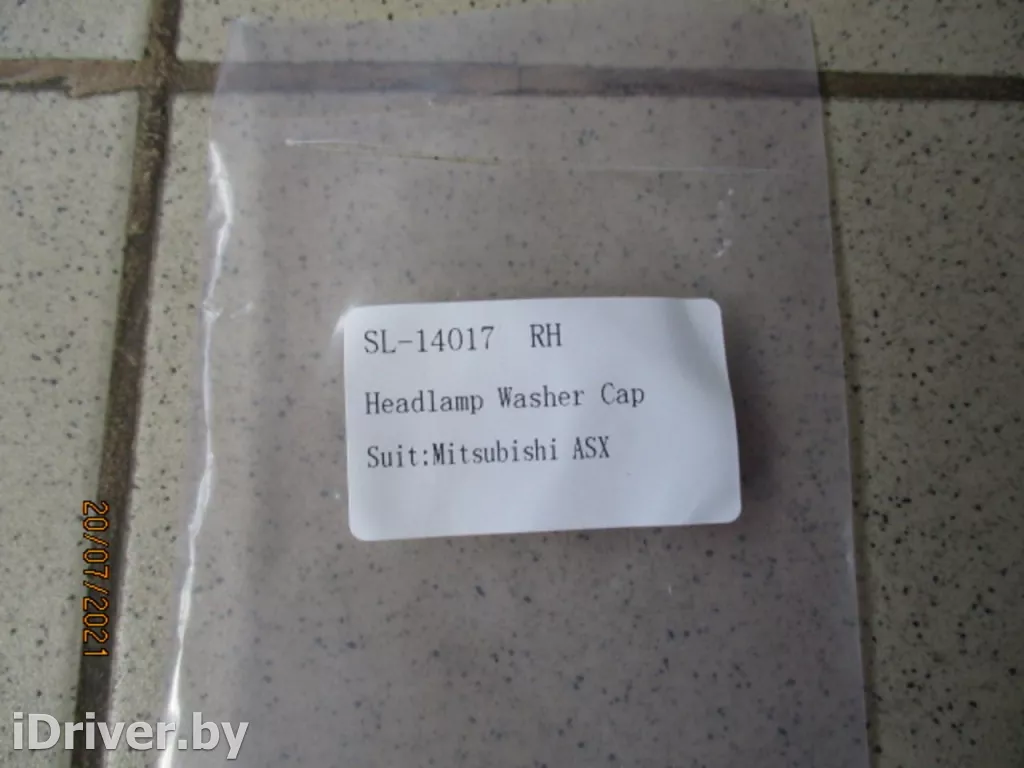 SL-14017 RH
Headlamp Washer Cap
Suit:Mitsubishi ASX
20/07/2021
iDriver.by